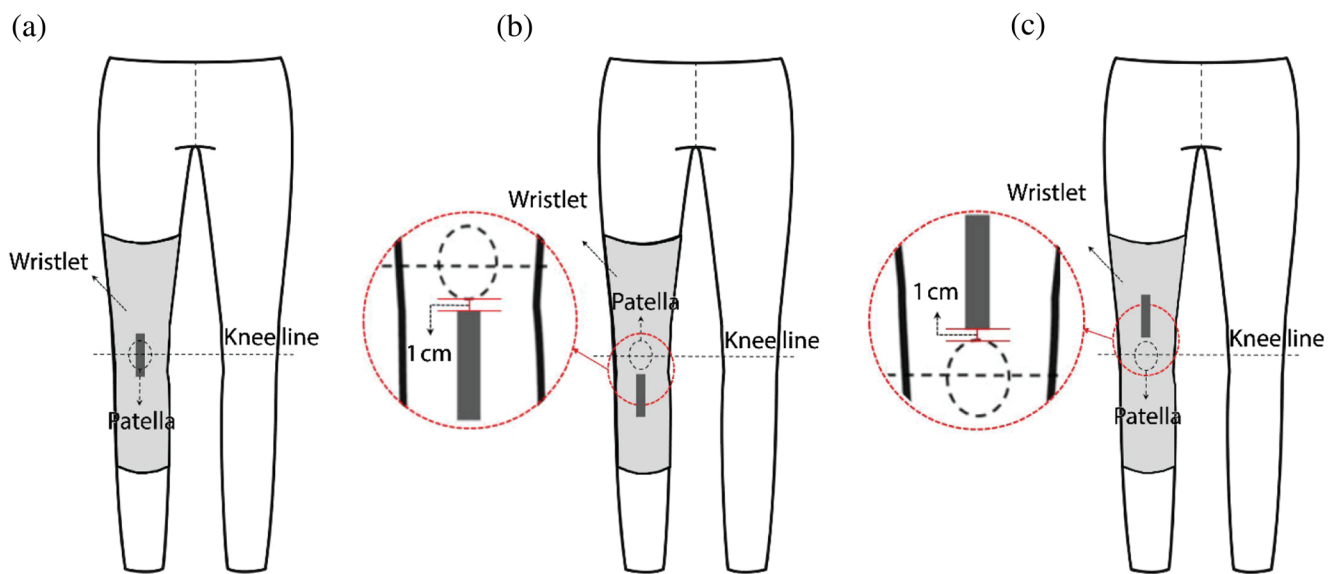 (a)
(b)
(c)
Wristlet
Knee line
Patella
Wristlet
Patella
1 cm
Knee line
Wristlet
1 cm
Knee line
Patella